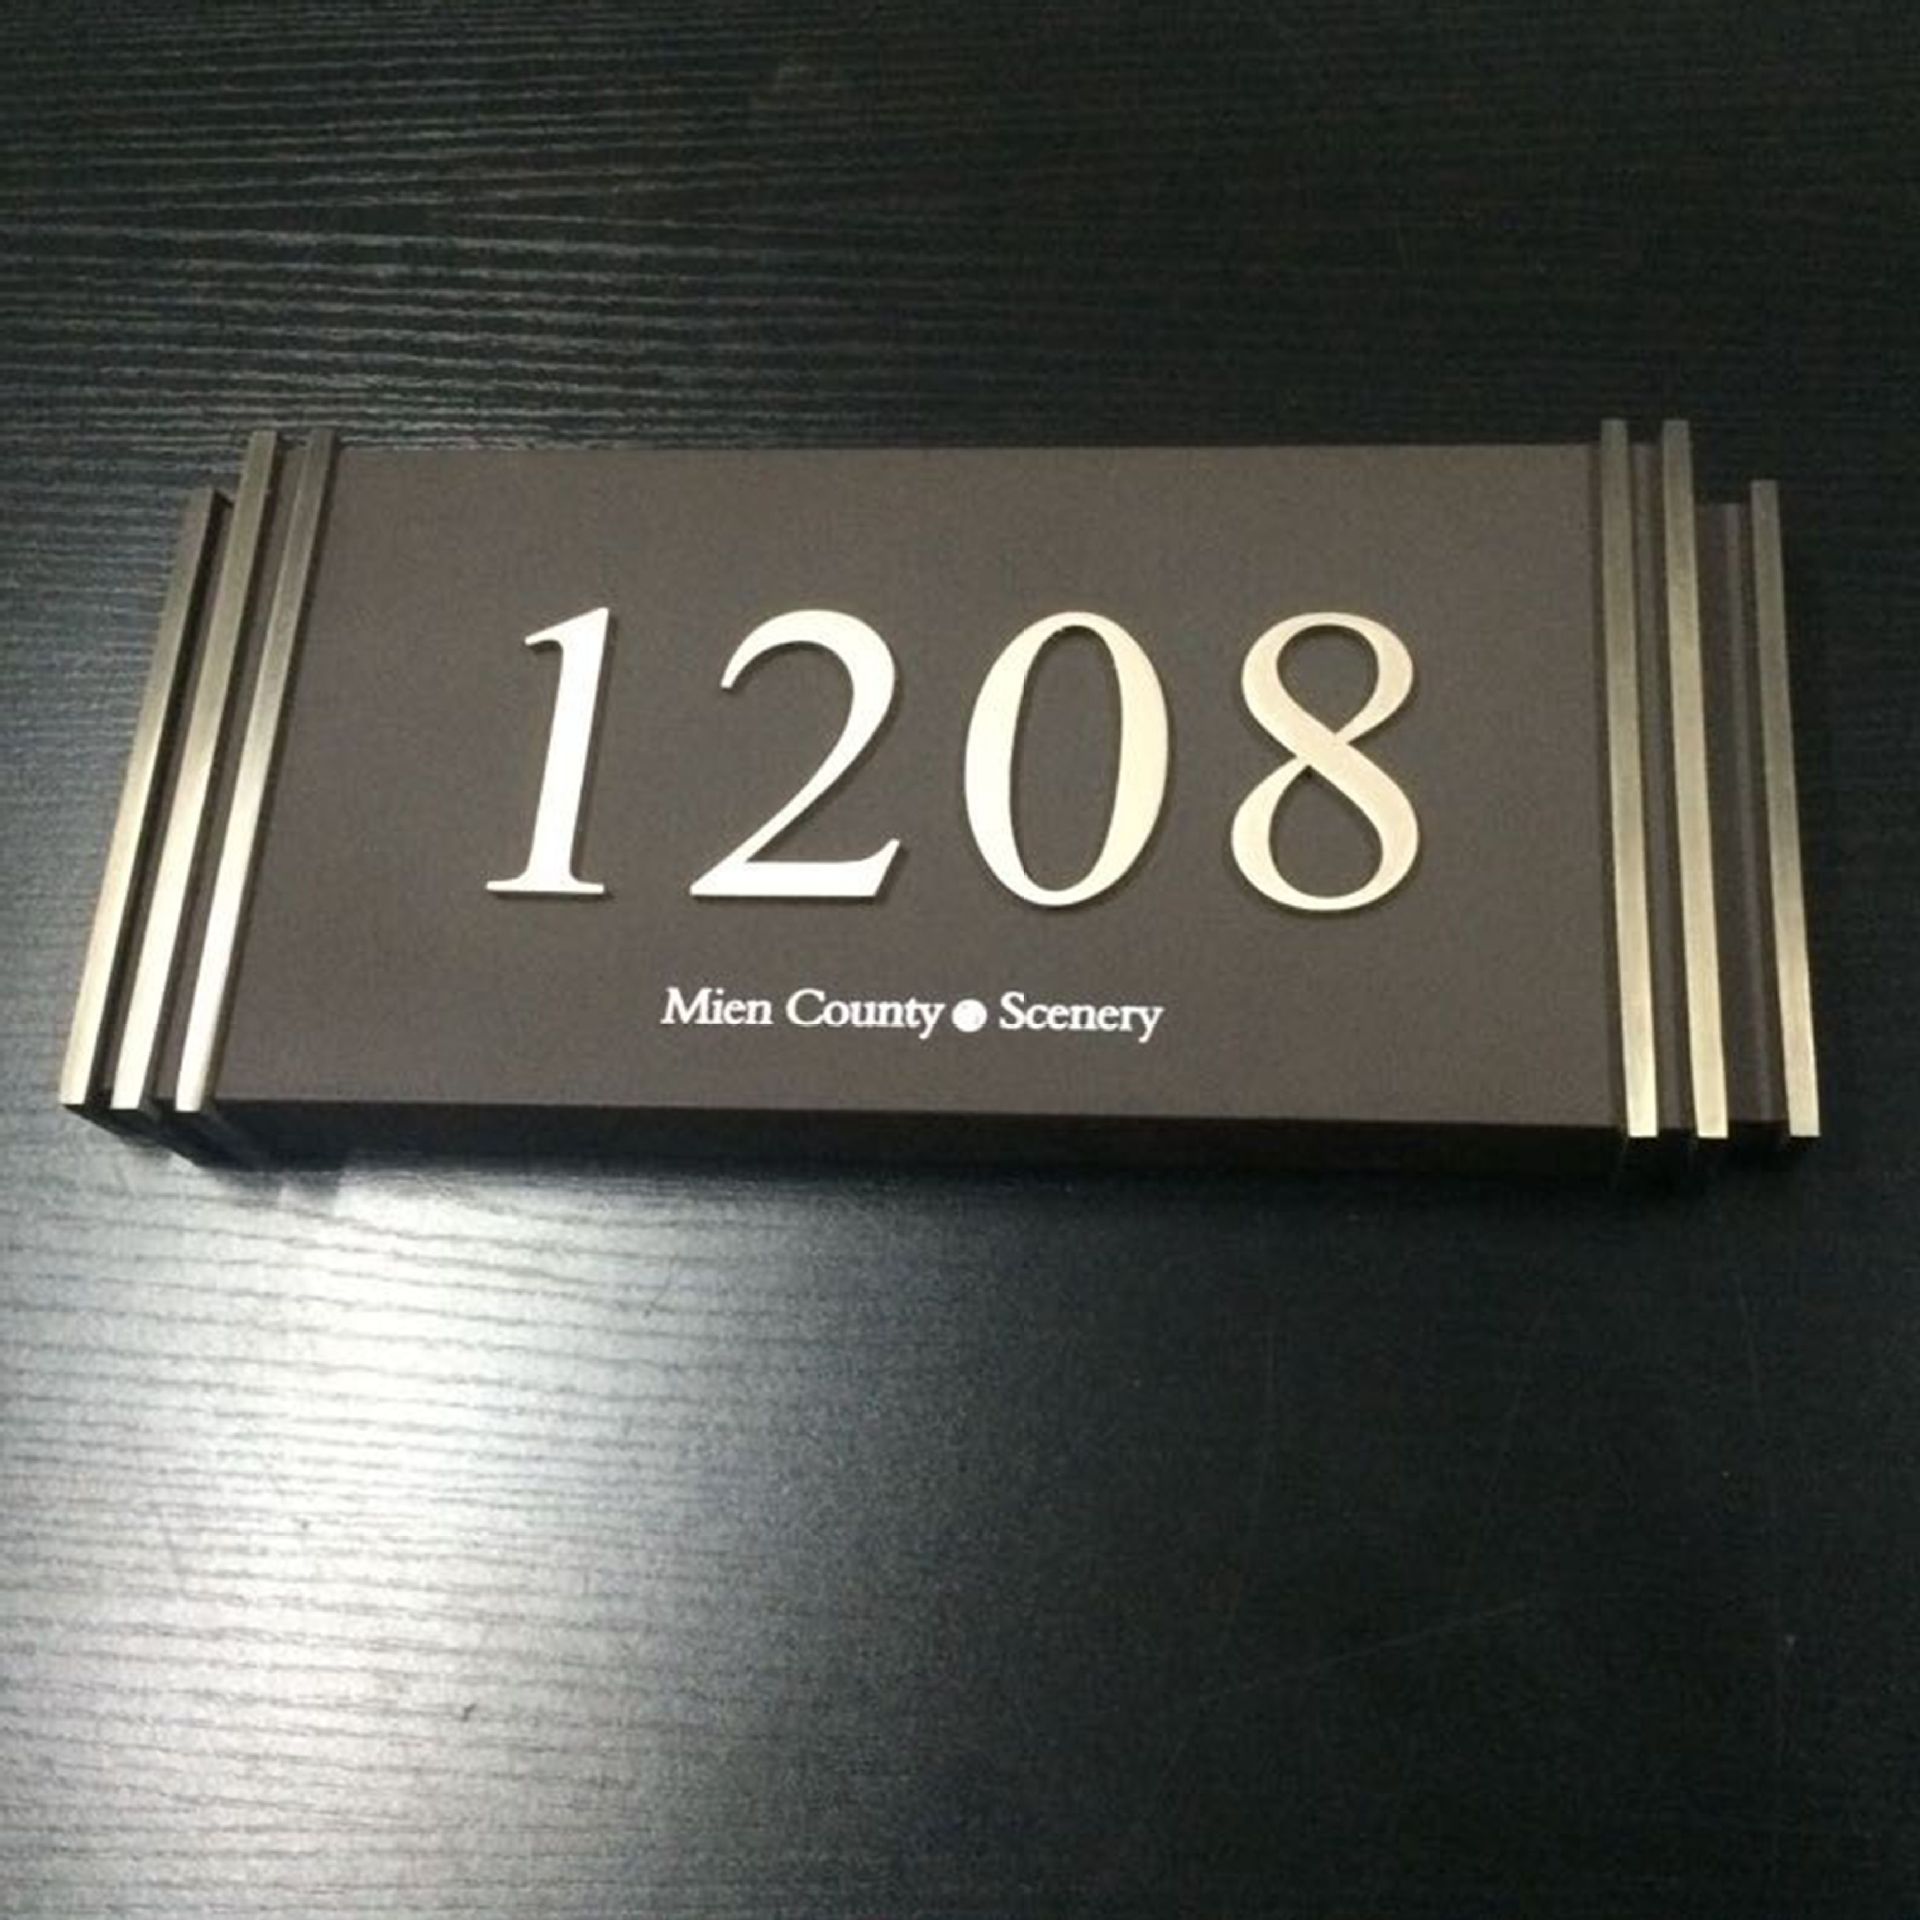 1208
Mien County ● Scenery